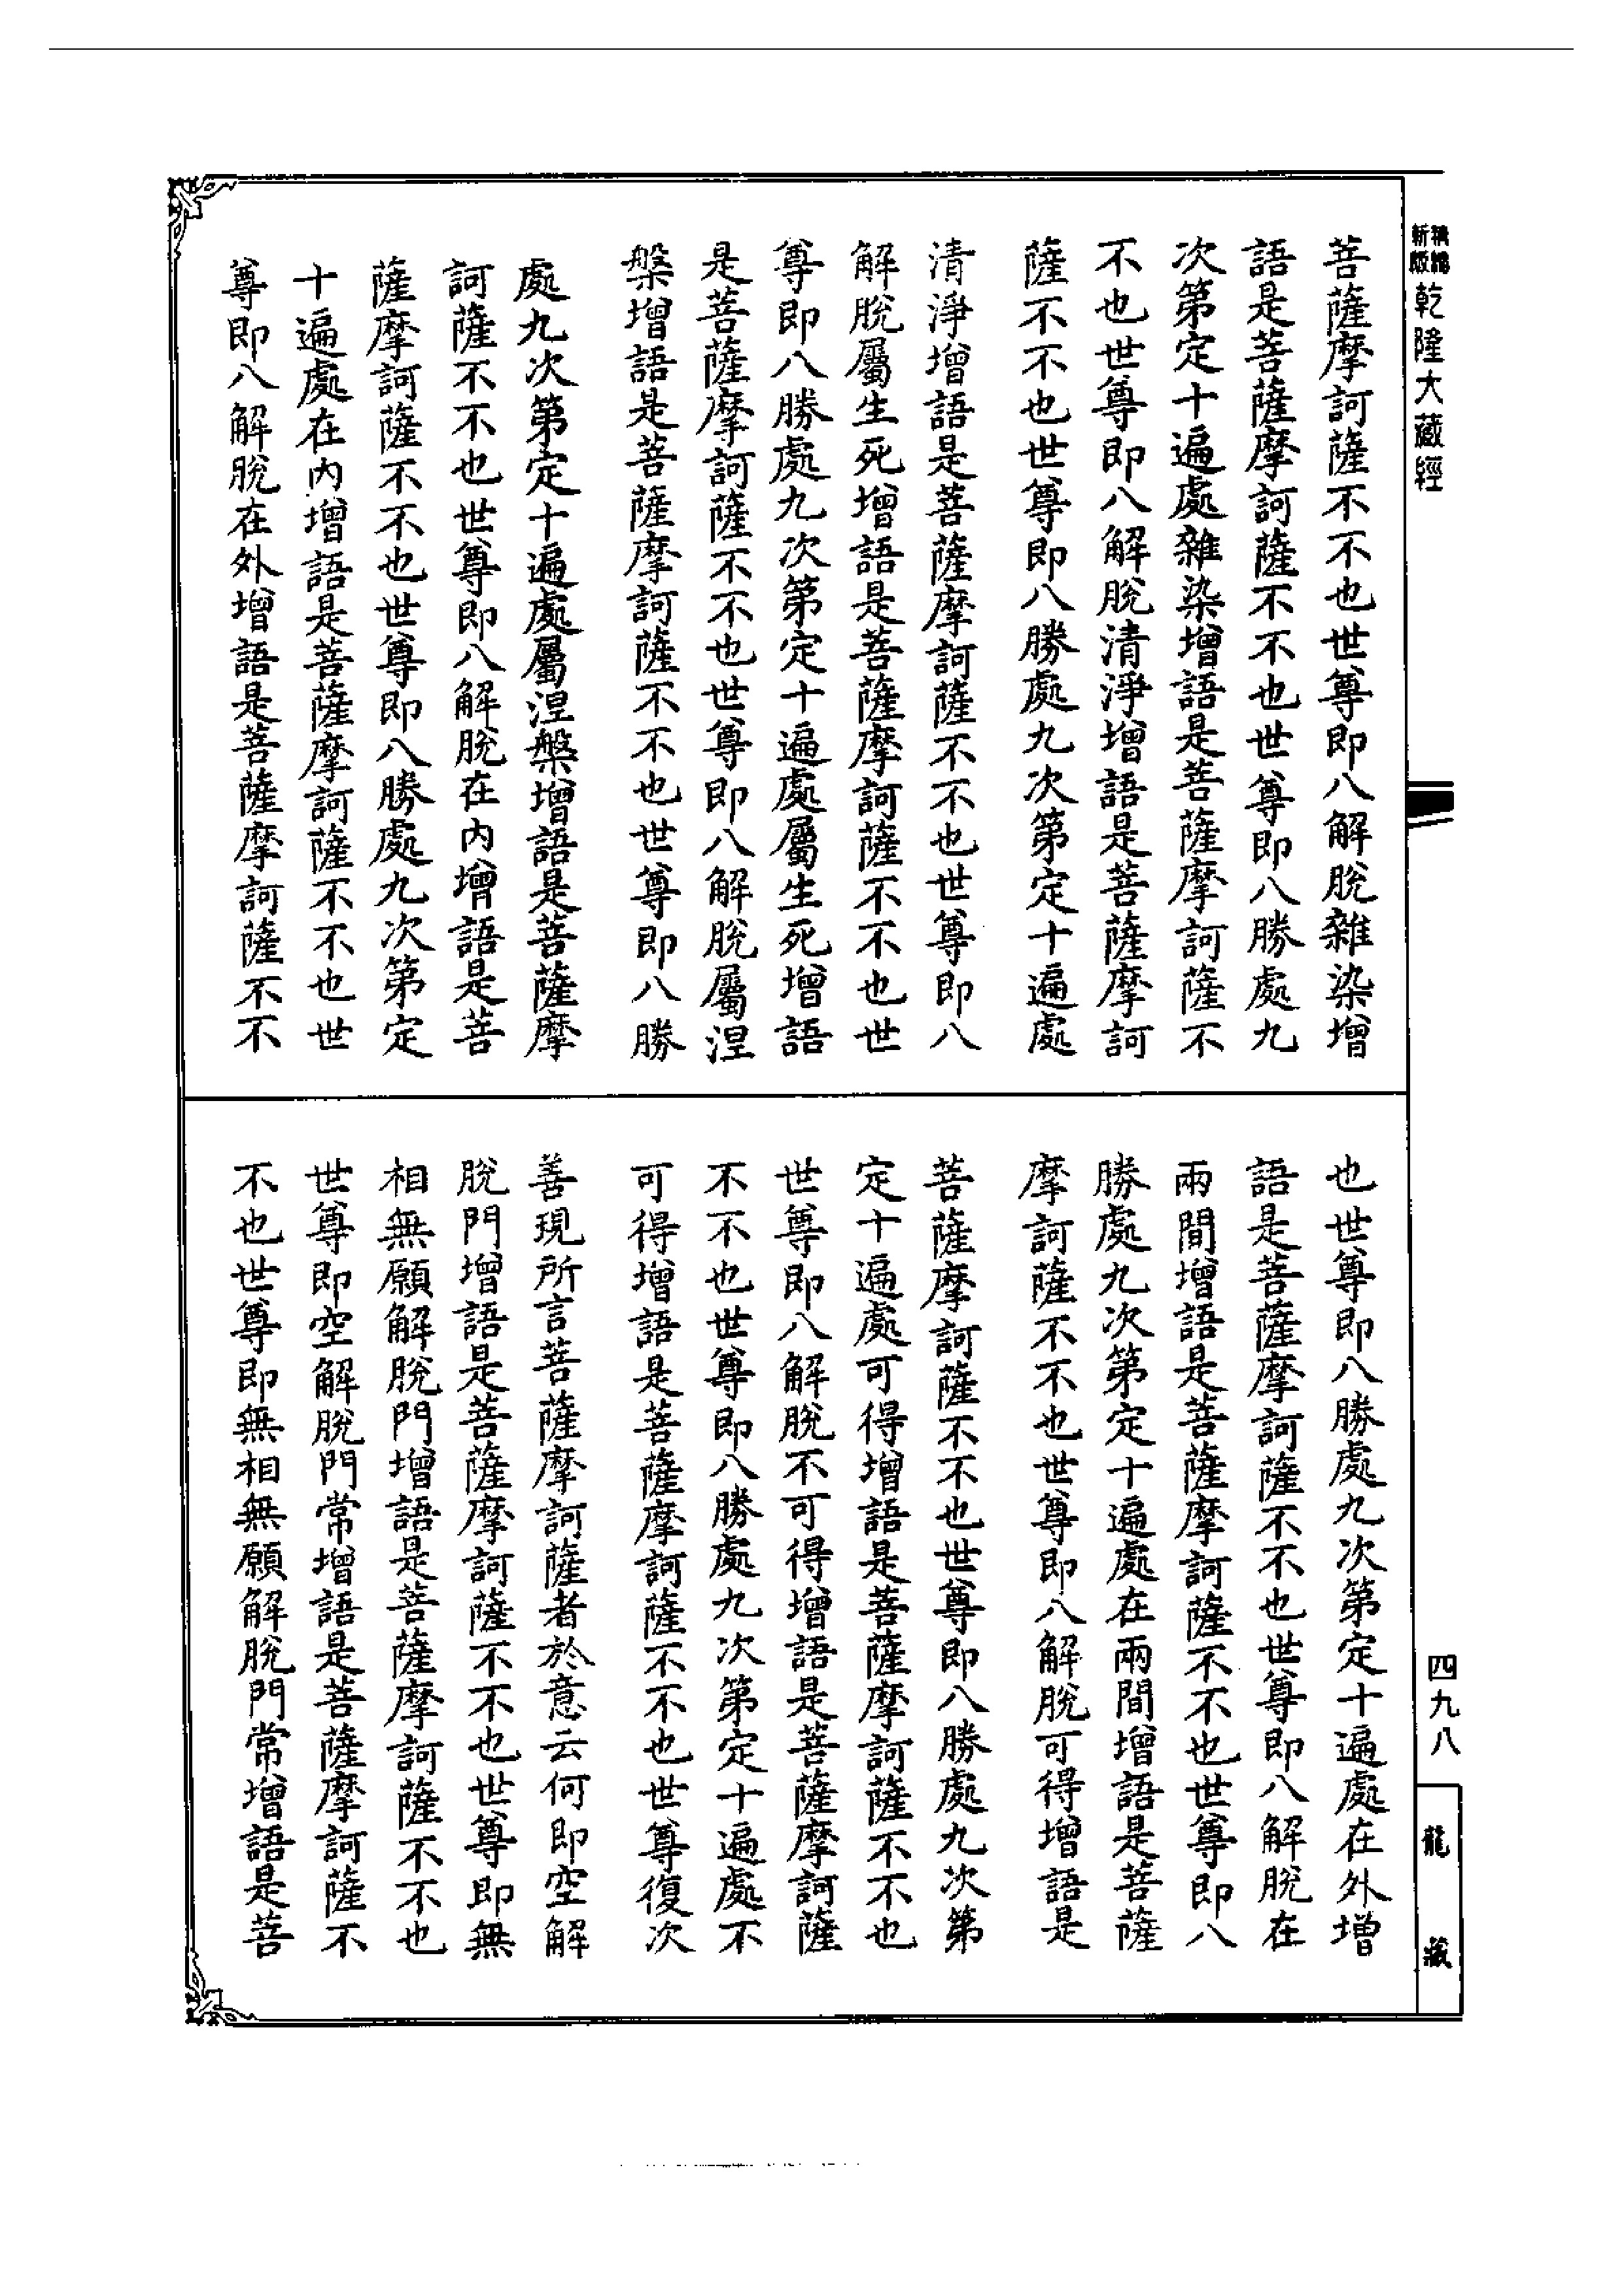 精編新版乾隆大藏經
菩薩摩訶薩不不也世尊即八解脫雜染增
語是菩薩摩訶薩不不也世尊即八勝處九
次第定十遍處雜染增語是菩薩摩訶薩不
不也世尊即八解脫清淨增語是菩薩摩訶
薩不不也世尊即八勝處九次第定十遍處
清淨增語是菩薩摩訶薩不不也世尊即八
解脫屬生死增語是菩薩摩訶薩不不也世
尊即八勝處九次第定十遍處屬生死增語
是菩薩摩訶薩不不也世尊即八解脫屬涅
槃增語是菩薩摩訶薩不不也世尊即八勝
處九次第定十遍處屬涅槃增語是菩薩摩
訶薩不不也世尊即八解脫在內增語是菩
薩摩訶薩不不也世尊即八勝處九次第定
十遍處在內增語是菩薩摩訶薩不不也世
尊即八解脫在外增語是菩薩摩訶薩不不
也世尊即八勝處九次第定十遍處在外增
語是菩薩摩訶薩不不也世尊即八解脫在
兩間增語是菩薩摩訶薩不不也世尊即八
勝處九次第定十遍處在兩間增語是菩薩
摩訶薩不不也世尊即八解脫可得增語是
菩薩摩訶薩不不也世尊即八勝處九次第
定十遍處可得增語是菩薩摩訶薩不不也
世尊即八解脫不可得增語是菩薩摩訶薩
不不也世尊即八勝處九次第定十遍處不
可得增語是菩薩摩訶薩不不也世尊復次
善現所言菩薩摩訶薩者於意云何即空解
脫門增語是菩薩摩訶薩不不也世尊即無
相無願解脫門增語是菩薩摩訶薩不不也
世尊即空解脫門常增語是菩薩摩訶薩不
不也世尊即無相無願解脫門常增語是菩
四九八
龍藏